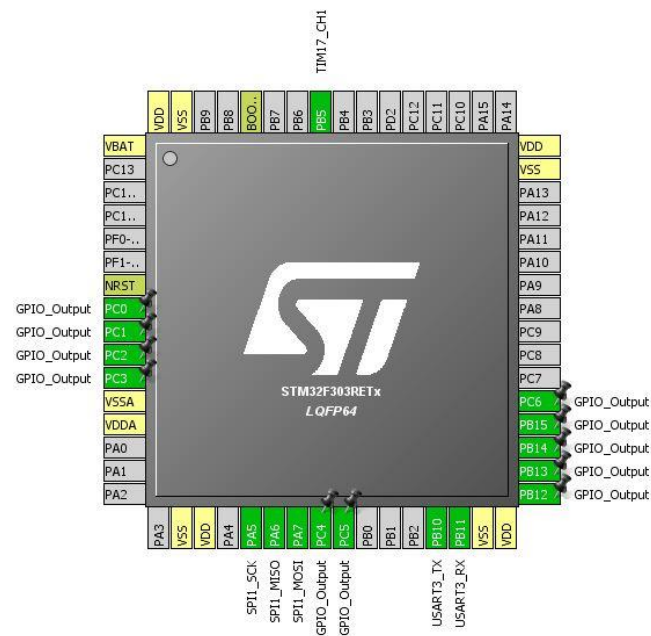 TIM17_CH1
VDD
VSS
PB9
PB8
BOO..
PB7
PB6
PB5
PB4
PB3
PD2
PC12
PC11
PC10
PA15
PA14
VBAT
PC13
PC1..
PC1..
PF0-..
PF1-..
NRST
GPIO_Output PC0
GPIO_Output PC1
GPIO_Output PC2
GPIO_Output PC3
VSSA
VDDA
PA0
PA1
PA2
STM32F303RETx
LQFP64
VDD
VSS
PA13
PA12
PA11
PA10
PA9
PA8
PC9
PC8
PC7
PC6 GPIO_Output
PB15 GPIO_Output
PB14 GPIO_Output
PB13 GPIO_Output
PB12 GPIO_Output
PA3
VSS
VDD
PA4
PA5
PA6
PA7
PC4
PC5
PB0
PB1
PB2
PB10
PB11
VSS
VDD
SPI1_SCK
SPI1_MISO
SPI1_MOSI
GPIO_Output
GPIO_Output
USART3_TX
USART3_RX